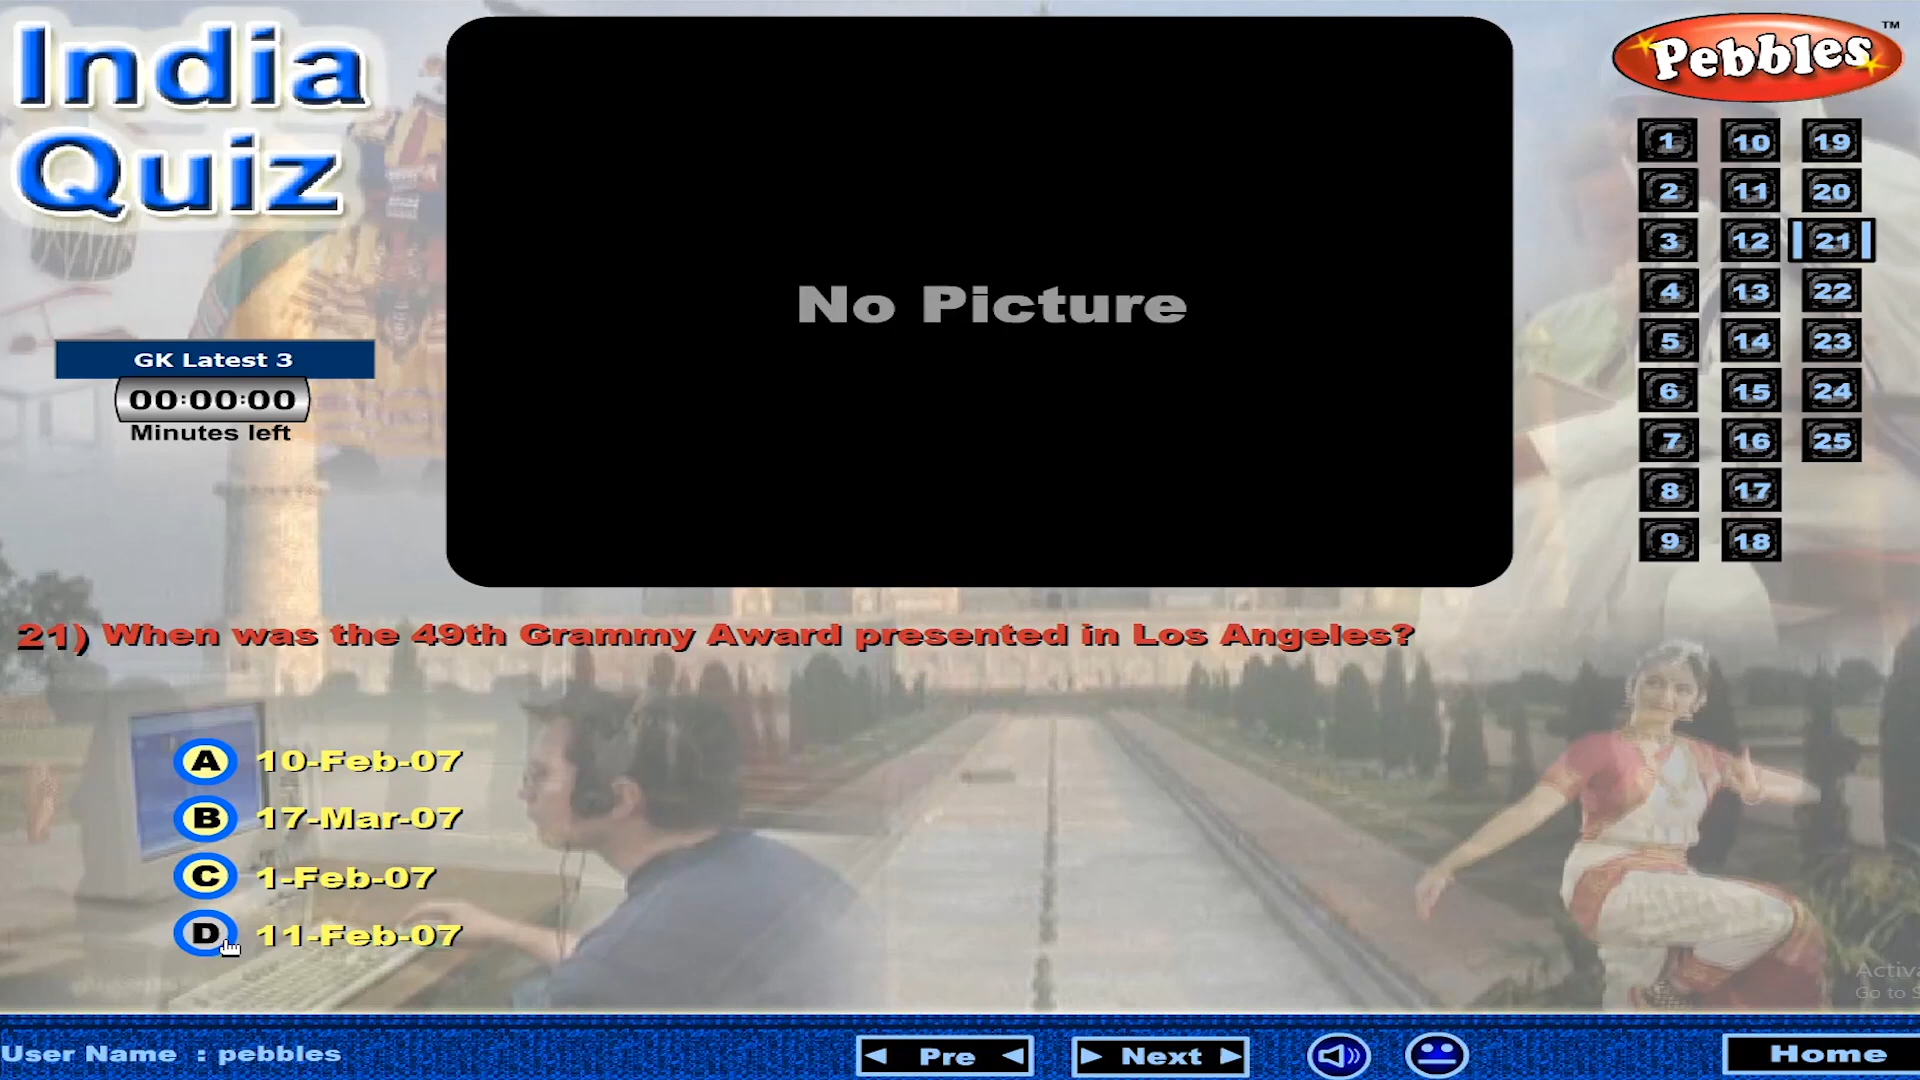 India
Quiz
Pebbles™
No Picture
GK Latest 3
00:00:00
Minutes left
1 10 19
2 11 20
3 12 21
4 13 22
5 14 23
6 15 24
7 16 25
8 17
9 18
21) When was the 49th Grammy Award presented in Los Angeles?
A 10-Feb-07
B 17-Mar-07
C 1-Feb-07
D 11-Feb-07
Go to
User Name : pebbles
Pre
Next
Home